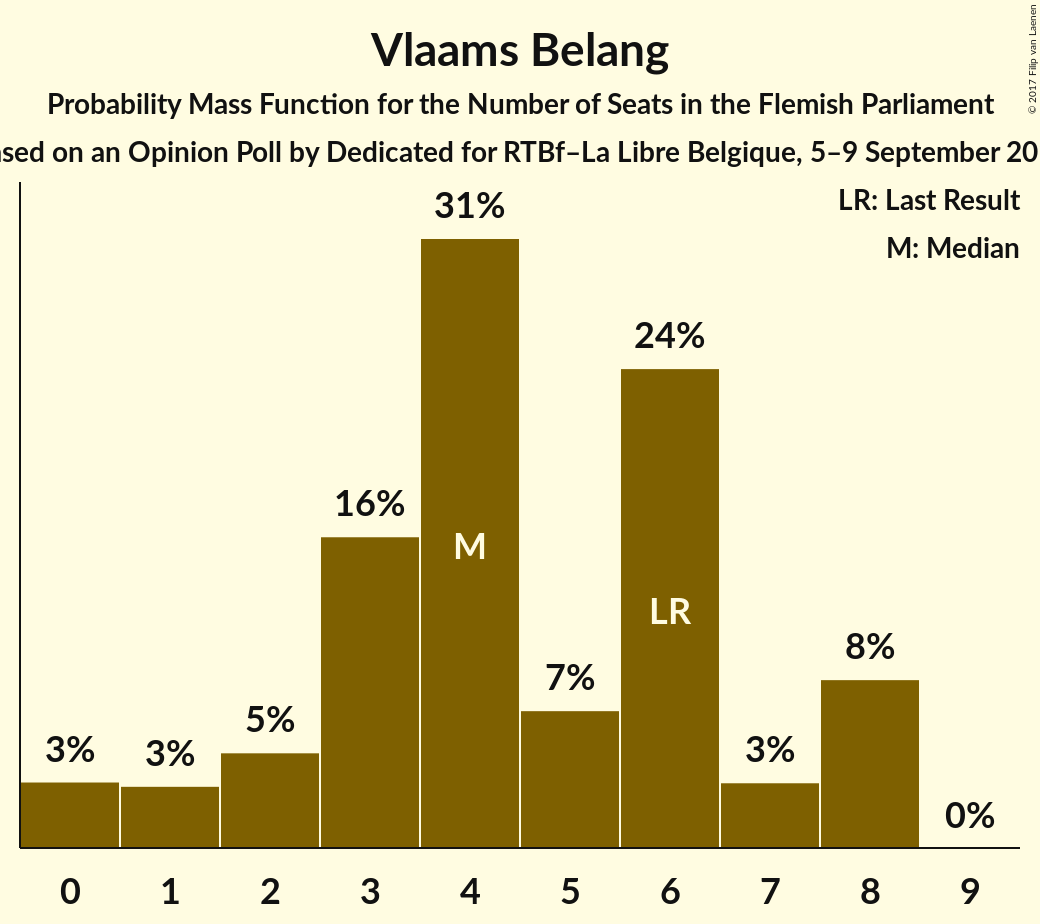 Vlaams Belang
Probability Mass Function for the Number of Seats in the Flemish Parliament
on an Opinion Poll by Dedicated for RTBf–La Libre Belgique, 5–9 September
© 2017 Filip van Laenen
LR: Last Result
M: Median
31%
24%
16%
M
LR
8%
7%
5%
3%
3%
3%
0%
0 1 2 3 4 5 6 7 8 9